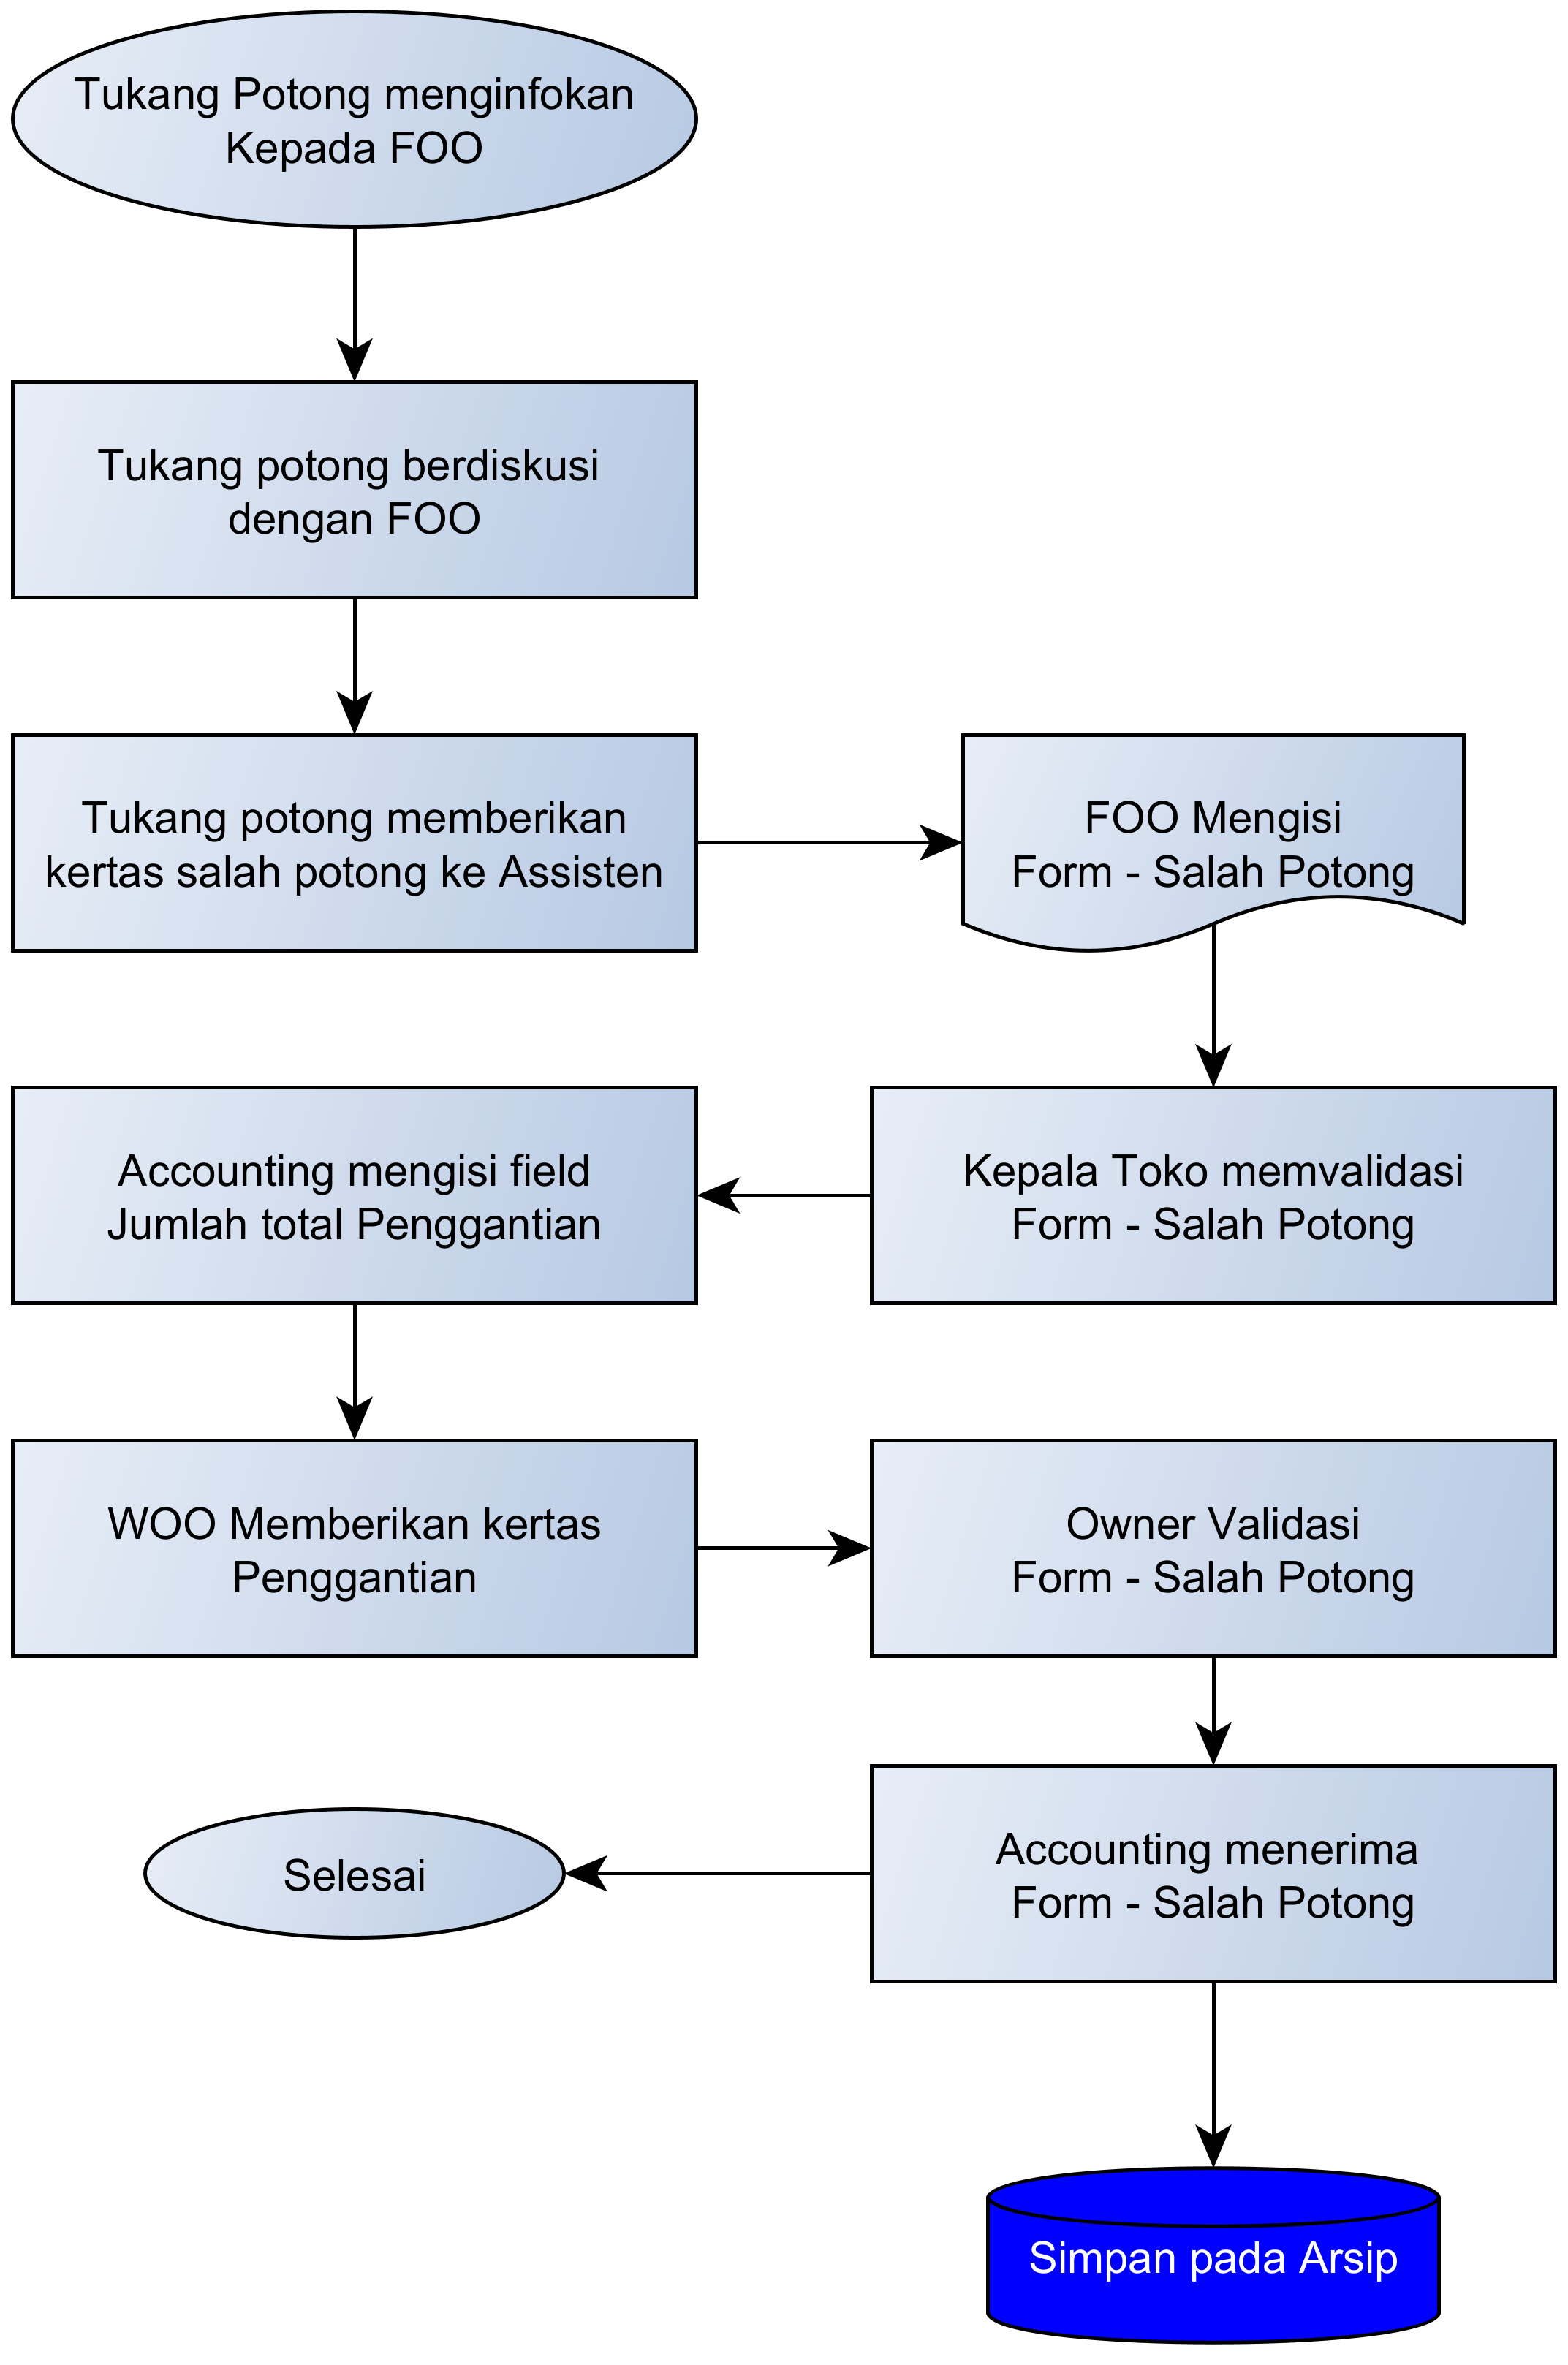 Tukang Potong menginfokan
Kepada FOO
Tukang potong berdiskusi
dengan FOO
Tukang potong memberikan
kertas salah potong ke Assisten
FOO Mengisi
Form - Salah Potong
Kepala Toko memvalidasi
Form - Salah Potong
Accounting mengisi field
Jumlah total Penggantian
WOO Memberikan kertas
Penggantian
Owner Validasi
Form - Salah Potong
Accounting menerima
Form - Salah Potong
Selesai
Simpan pada Arsip